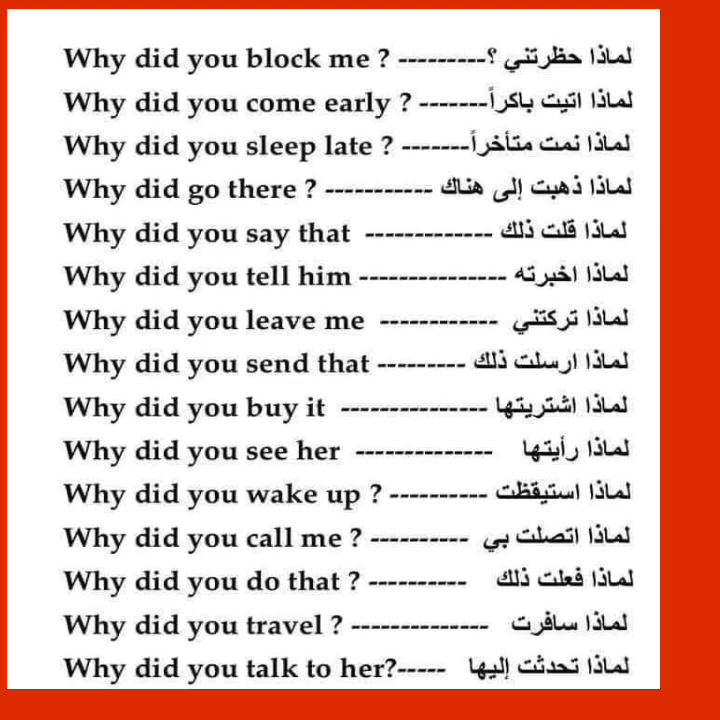 Why did you block me ? ---------لماذا حظرتني ؟
Why did you come early ? -------لماذا اتيت باكراً
Why did you sleep late ? -------لماذا نمت متأخراً
Why did go there ? ----------- لماذا ذهبت إلى هناك
Why did you say that ------------- لماذا قلت ذلك
Why did you tell him --------------- لماذا اخبرته
Why did you leave me ------------ لماذا تركتني
Why did you send that --------- لماذا ارسلت ذلك
Why did you buy it --------------- لماذا اشتريتها
Why did you see her -------------- لماذا رأيتها
Why did you wake up ? ---------- لماذا استيقظت
Why did you call me ? ---------- لماذا اتصلت بي
Why did you do that ? ---------- لماذا فعلت ذلك
Why did you travel ? -------------- لماذا سافرت
Why did you talk to her?----- لماذا تحدثت إليها